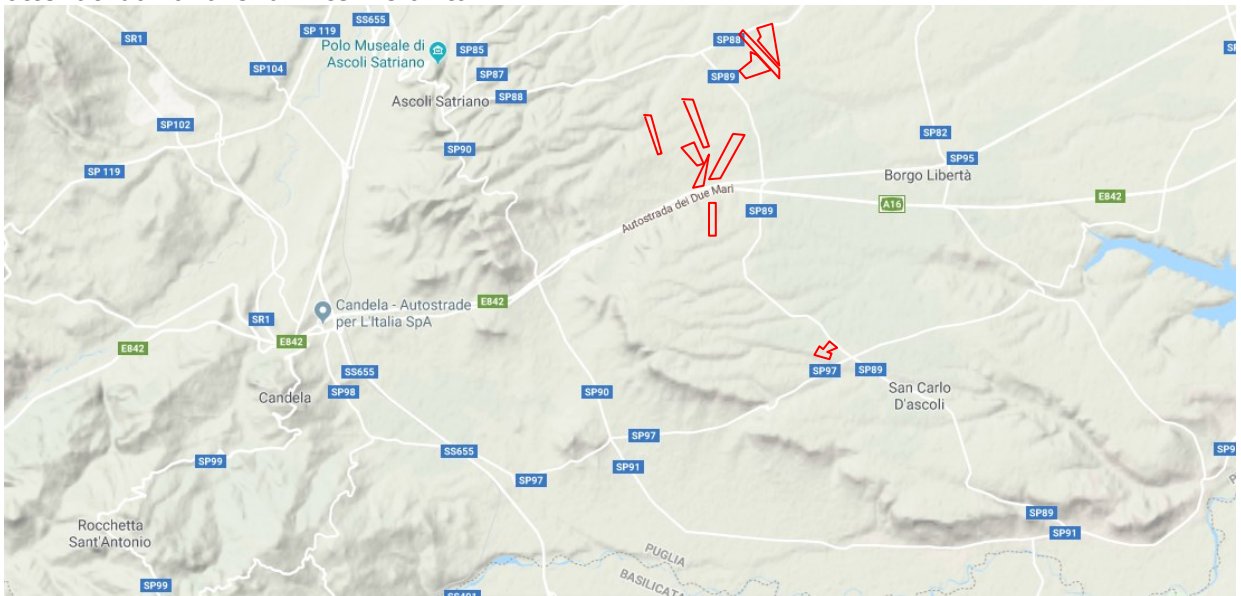 SS655
SR1
SP 119
SP88
Polo Museale di
Ascoli Satriano
SP85
SP104
SP87
SP89
Ascoli Satriano
SP88
SP102
SP82
SP90
SP95
SP 119
Borgo Libertà
Autostrada dei Due Mari
E842
A16
SP89
Candela - Autostrade
per L'Italia SpA
E842
SR1
E842
E842
SS655
SP97
SP89
Candela
SP98
SP90
San Carlo
D'ascoli
SP97
SS655
SP99
SP91
SP97
SP89
Rocchetta
Sant'Antonio
SP91
PUGLIA
BASILICATA
SP99